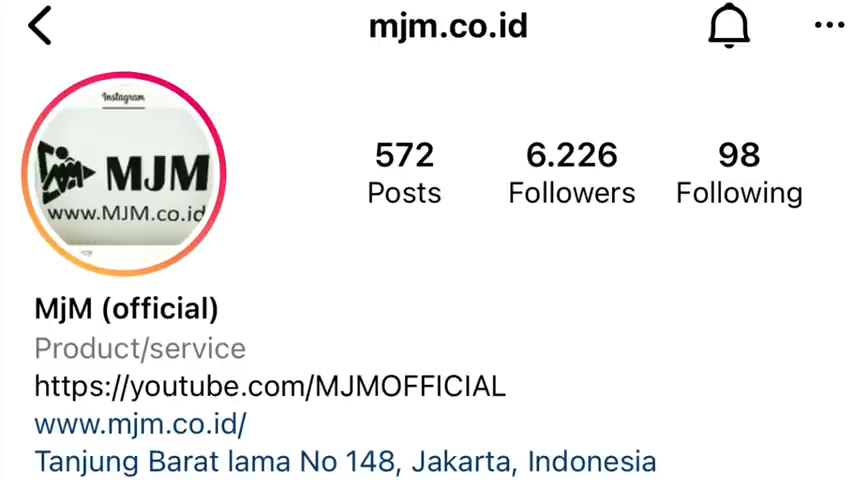 mjm.co.id
Instagram
MJM
www.MJM.co.id
572
6.226
98
Posts
Followers
Following
MjM (official)
Product/service
https://youtube.com/MJMOFFICIAL
www.mjm.co.id/
Tanjung Barat lama No 148, Jakarta, Indonesia